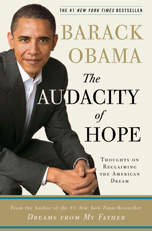 THE #1 NEW YORK TIMES BESTSELLER
BARACK
OBAMA
The
AUDACITY
of
HOPE
THOUGHTS ON
RECLAIMING
THE AMERICAN
DREAM
From the Author of the #1 New York Times Bestseller
DREAMS FROM MY FATHER